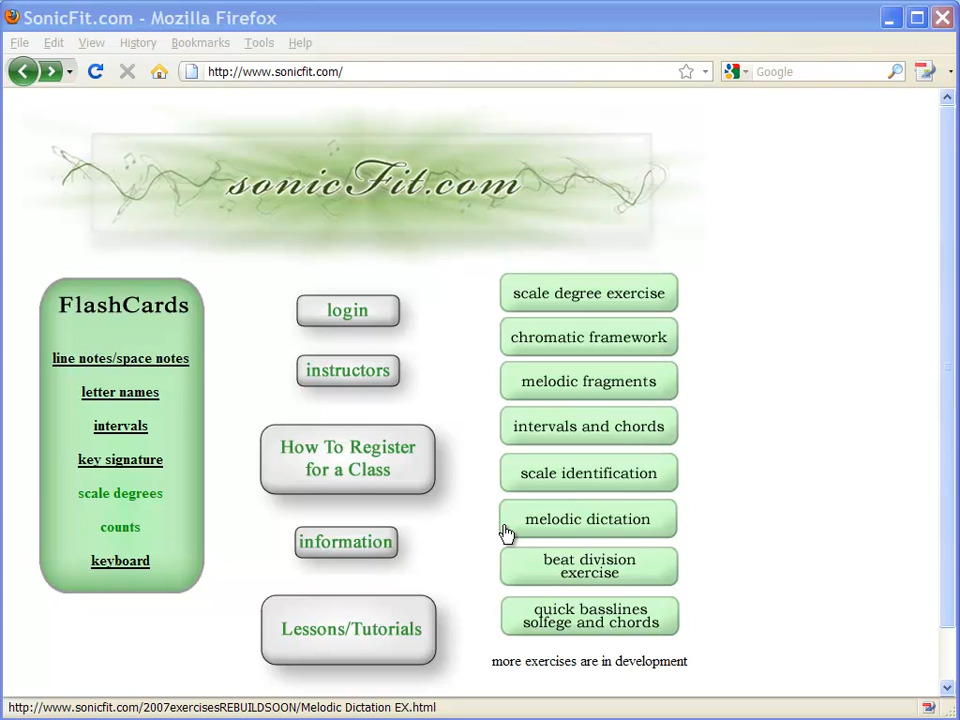 SonicFit.com - Mozilla Firefox
File Edit View History Bookmarks Tools Help
http://www.sonicfit.com/
Google
sonicFit.com
FlashCards
line notes/space notes
letter names
intervals
key signature
scale degrees
counts
keyboard
login
instructors
How To Register
for a Class
information
Lessons/Tutorials
scale degree exercise
chromatic framework
melodic fragments
intervals and chords
scale identification
melodic dictation
beat division
exercise
quick basslines
solfege and chords
more exercises are in development
http://www.sonicfit.com/2007exercisesREBUILDSOON/Melodic Dictation EX.html